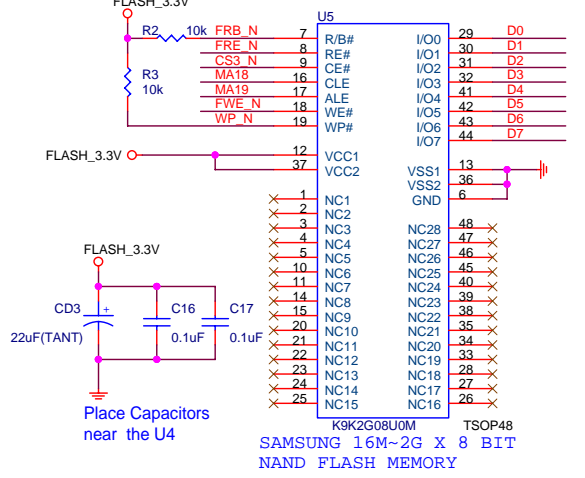 FLASH_3.3V
U5
R2 10k FRB_N 7 R/B# I/O0 29 D0
FRE_N 8 RE# I/O1 30 D1
CS3_N 9 CE# I/O2 31 D2
R3 MA18 16 CLE I/O3 32 D3
10k MA19 17 ALE I/O4 41 D4
FWE_N 18 WE# I/O5 42 D5
WP_N 19 WP# I/O6 43 D6
I/O7 44 D7
FLASH_3.3V 12 VCC1
37 VCC2 VSS1 13
VSS2 36
GND 6
1 NC1
2 NC2
3 NC3 NC28 48
4 NC4 NC27 47
5 NC5 NC26 46
10 NC6 NC25 45
11 NC7 NC24 40
14 NC8 NC23 39
15 NC9 NC22 38
20 NC10 NC21 35
21 NC11 NC20 34
22 NC12 NC19 33
23 NC13 NC18 28
24 NC14 NC17 27
25 NC15 NC16 26
FLASH_3.3V
CD3 + C16 C17
22uF(TANT) 0.1uF 0.1uF
Place Capacitors
near the U4
K9K2G08U0M TSOP48
SAMSUNG 16M~2G X 8 BIT
NAND FLASH MEMORY